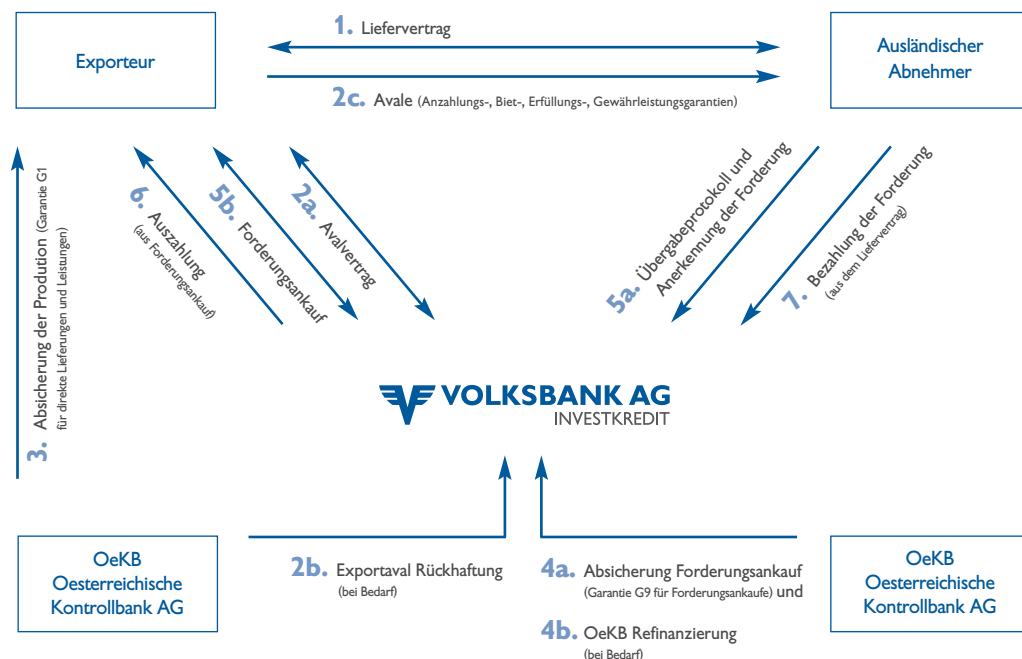 1. Liefervertrag
Exporteur
Ausländischer
Abnehmer
2c. Avale (Anzahlungs-, Biet-, Erfüllungs-, Gewährleistungsgarantien)
3. Absicherung der Prodution (Garantie G1
für direkte Lieferungen und Leistungen)
6. Auszahlung
(aus Forderungsankauf)
5b. Forderungsankauf
2a. Avalvertrag
5a. Übergabeprotokoll und
Anerkennung der Forderung
7. Bezahlung der Forderung
(aus dem Liefervertrag)
VOLKSBANK AG
INVESTKREDIT
OeKB
Oesterreichische
Kontrollbank AG
2b. Exportaval Rückhaftung
(bei Bedarf)
4a. Absicherung Forderungsankauf
(Garantie G9 für Forderungsankaufe) und
4b. OeKB Refinanzierung
(bei Bedarf)
OeKB
Oesterreichische
Kontrollbank AG